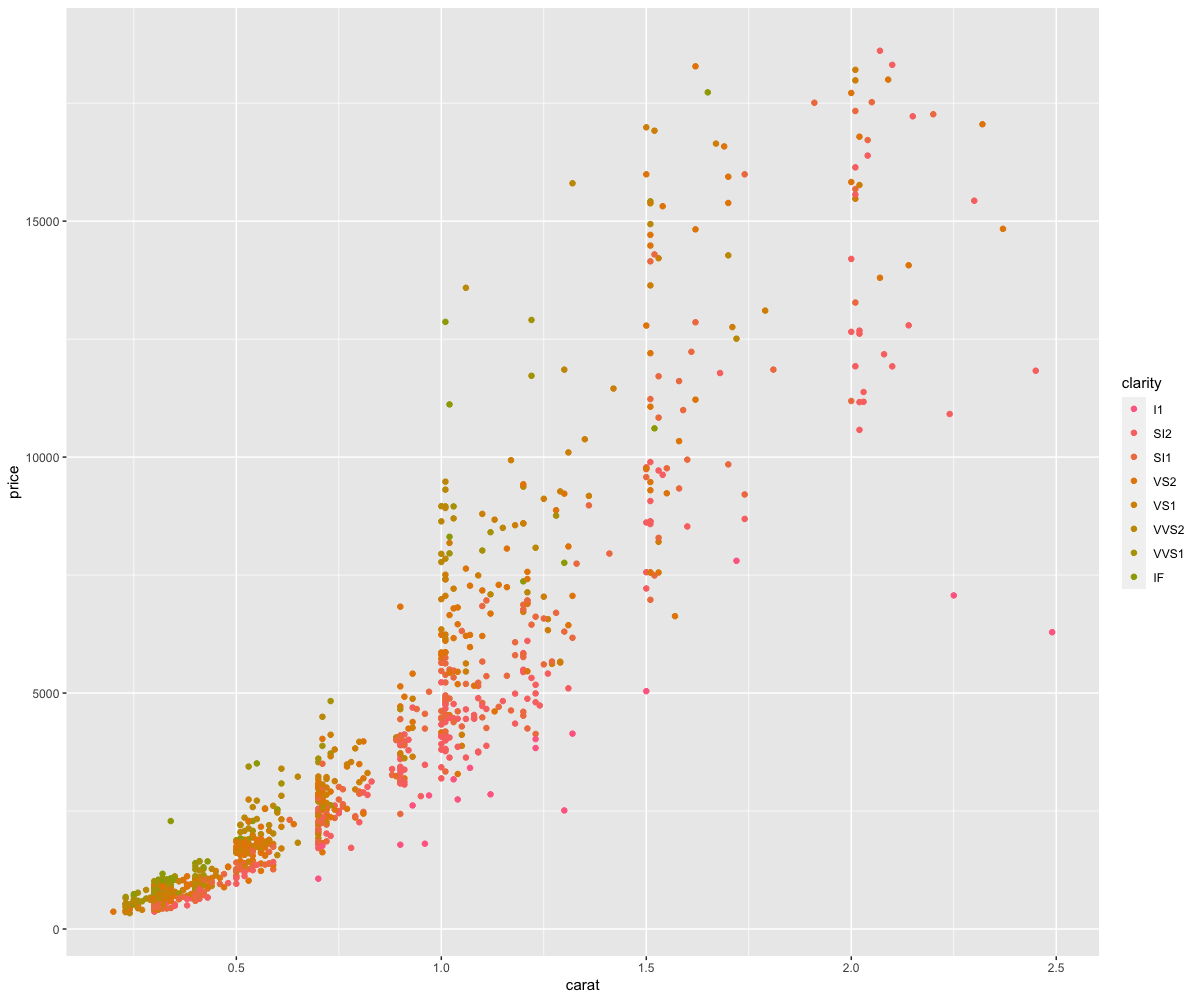 15000
10000
5000
0
price
0.5
1.0
1.5
2.0
2.5
carat
clarity
I1
SI2
SI1
VS2
VS1
VVS2
VVS1
IF